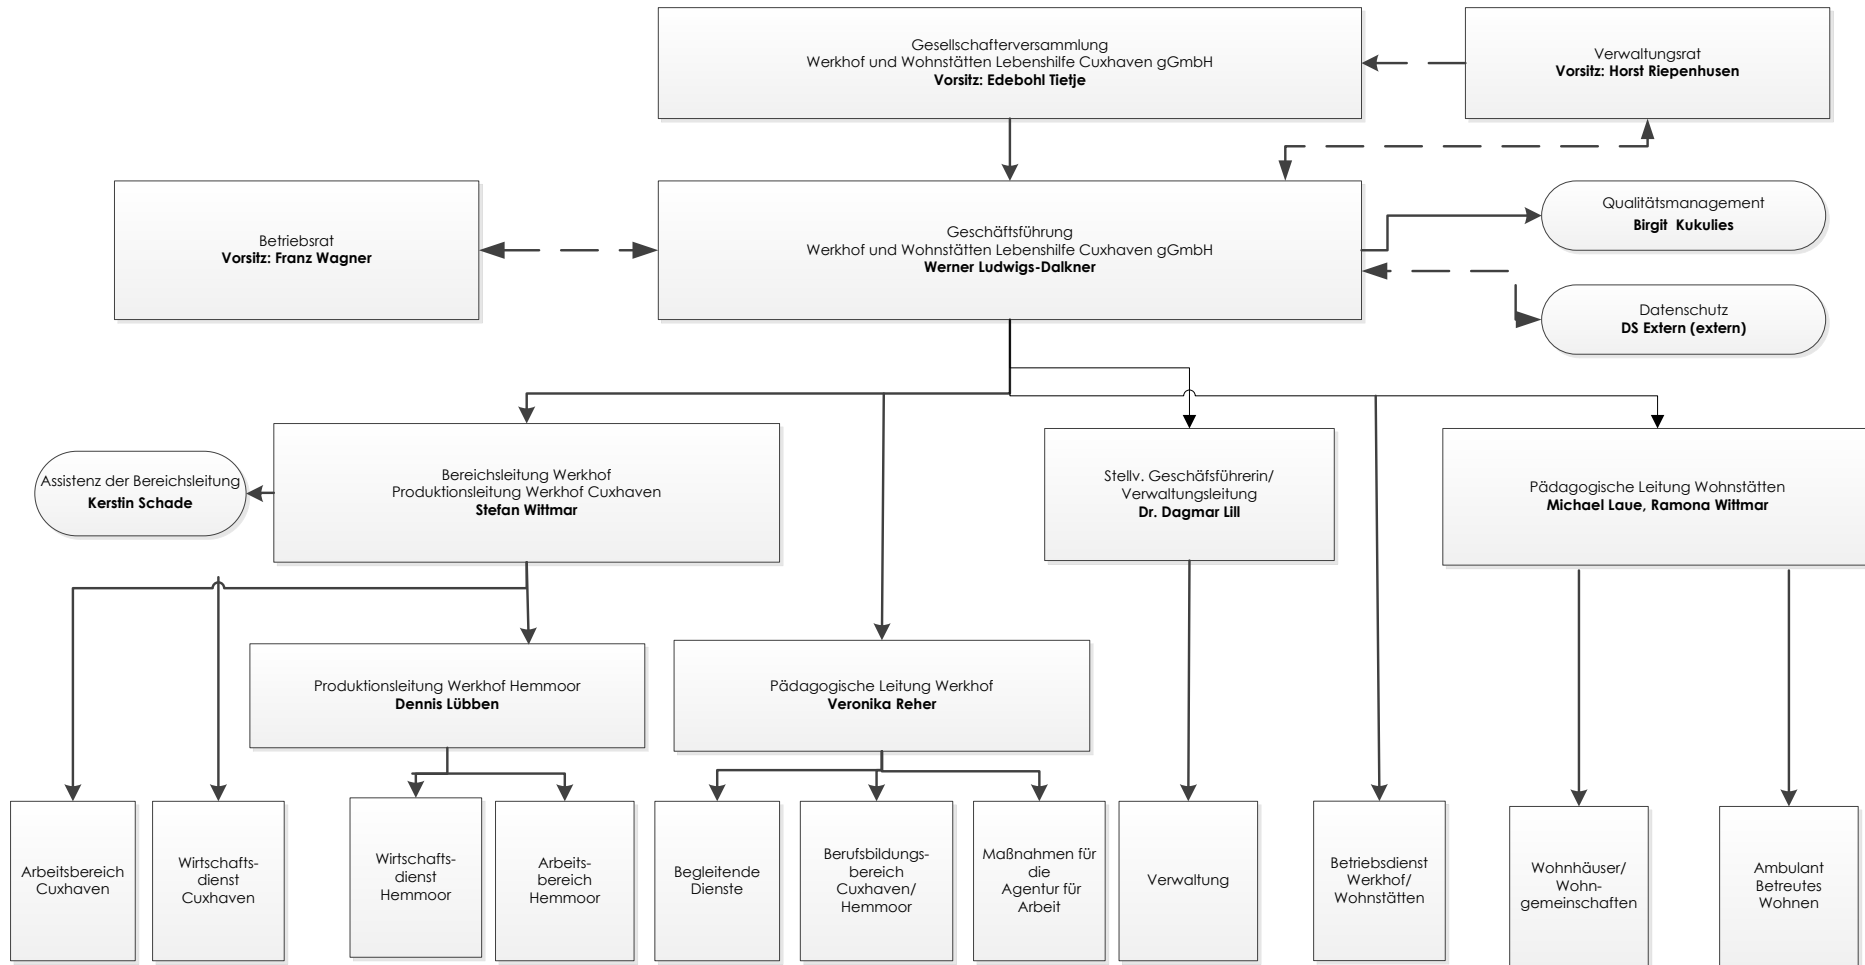 Gesellschafterversammlung
Werkhof und Wohnstätten Lebenshilfe Cuxhaven gGmbH
Vorsitz: Edebohl Tietje
Verwaltungsrat
Vorsitz: Horst Riepenhusen
Betriebsrat
Vorsitz: Franz Wagner
Geschäftsführung
Werkhof und Wohnstätten Lebenshilfe Cuxhaven gGmbH
Werner Ludwigs-Dalkner
Qualitätsmanagement
Birgit Kukulies
Datenschutz
DS Extern (extern)
Assistenz der Bereichsleitung
Kerstin Schade
Bereichsleitung Werkhof
Produktionsleitung Werkhof Cuxhaven
Stefan Wittmar
Stellv. Geschäfsführerin/
Verwaltungsleitung
Dr. Dagmar Lill
Pädagogische Leitung Wohnstätten
Michael Laue, Ramona Wittmar
Produktionsleitung Werkhof Hemmoor
Dennis Lübben
Pädagogische Leitung Werkhof
Veronika Reher
Arbeitsbereich
Cuxhaven
Wirtschafts-
dienst
Cuxhaven
Wirtschafts-
dienst
Hemmoor
Arbeits-
bereich
Hemmoor
Begleitende
Dienste
Berufsbildungs-
bereich
Cuxhaven/
Hemmoor
Maßnahmen für
die
Agentur für
Arbeit
Verwaltung
Betriebsdienst
Werkhof/
Wohnstätten
Wohnhäuser/
Wohn-
gemeinschaften
Ambulant
Betreutes
Wohnen